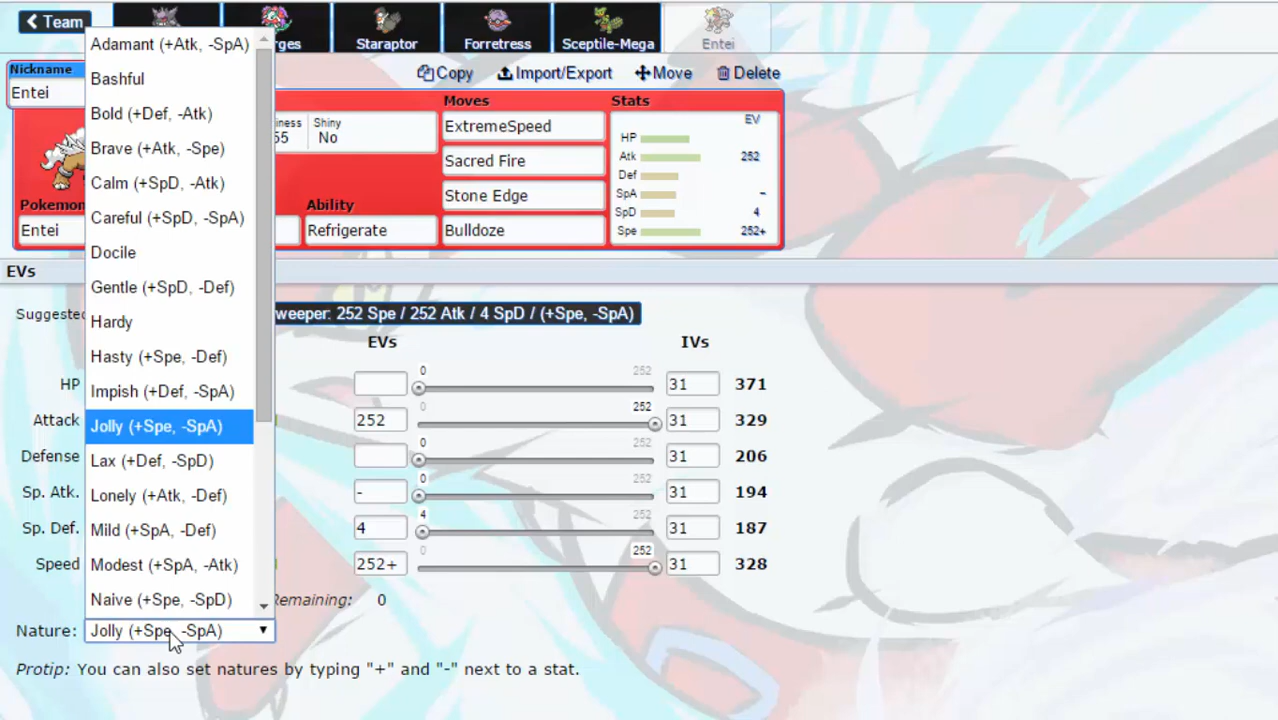 Team
rges
Staraptor
Forretress
Sceptile-Mega
Entei
Copy
Import/Export
Move
Delete
Nickname
Entei
Pokemon
Entei
iness
55
Shiny
No
Ability
Refrigerate
Moves
ExtremeSpeed
Sacred Fire
Stone Edge
Bulldoze
Stats
EV
HP
Atk 252
Def
SpA -
SpD 4
Spe 252+
Adamant (+Atk, -SpA)
Bashful
Bold (+Def, -Atk)
Brave (+Atk, -Spe)
Calm (+SpD, -Atk)
Careful (+SpD, -SpA)
Docile
Gentle (+SpD, -Def)
Hardy
Hasty (+Spe, -Def)
Impish (+Def, -SpA)
Jolly (+Spe, -SpA)
Lax (+Def, -SpD)
Lonely (+Atk, -Def)
Mild (+SpA, -Def)
Modest (+SpA, -Atk)
Naive (+Spe, -SpD)
EVs
Suggested
weeper: 252 Spe / 252 Atk / 4 SpD / (+Spe, -SpA)
EVs IVs
HP 0 252 31 371
Attack 252 0 252 31 329
Defense 0 252 31 206
Sp. Atk. - 0 252 31 194
Sp. Def. 4 4 252 31 187
Speed 252+ 0 252 31 328
Remaining: 0
Nature: Jolly (+Spe, -SpA)
Protip: You can also set natures by typing "+" and "-" next to a stat.